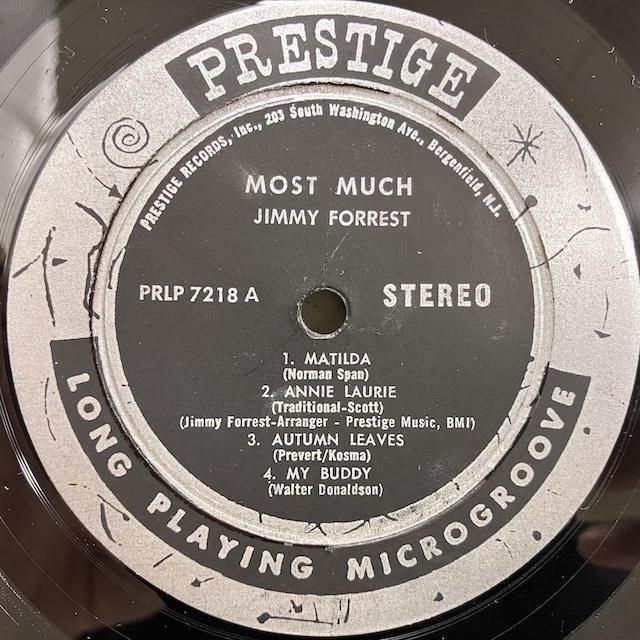 PRESTIGE
PRESTIGE RECORDS, Inc., 203 South Washington Ave., Bergenfield, N.J.
MOST MUCH
JIMMY FORREST
PRLP 7218 A
STEREO
1. MATILDA
(Norman Span)
2. ANNIE LAURIE
(Traditional-Scott)
(Jimmy Forrest-Arranger - Prestige Music, BMI)
3. AUTUMN LEAVES
(Prevert/Kosma)
4. MY BUDDY
(Walter Donaldson)
LONG PLAYING MICROGROOVE